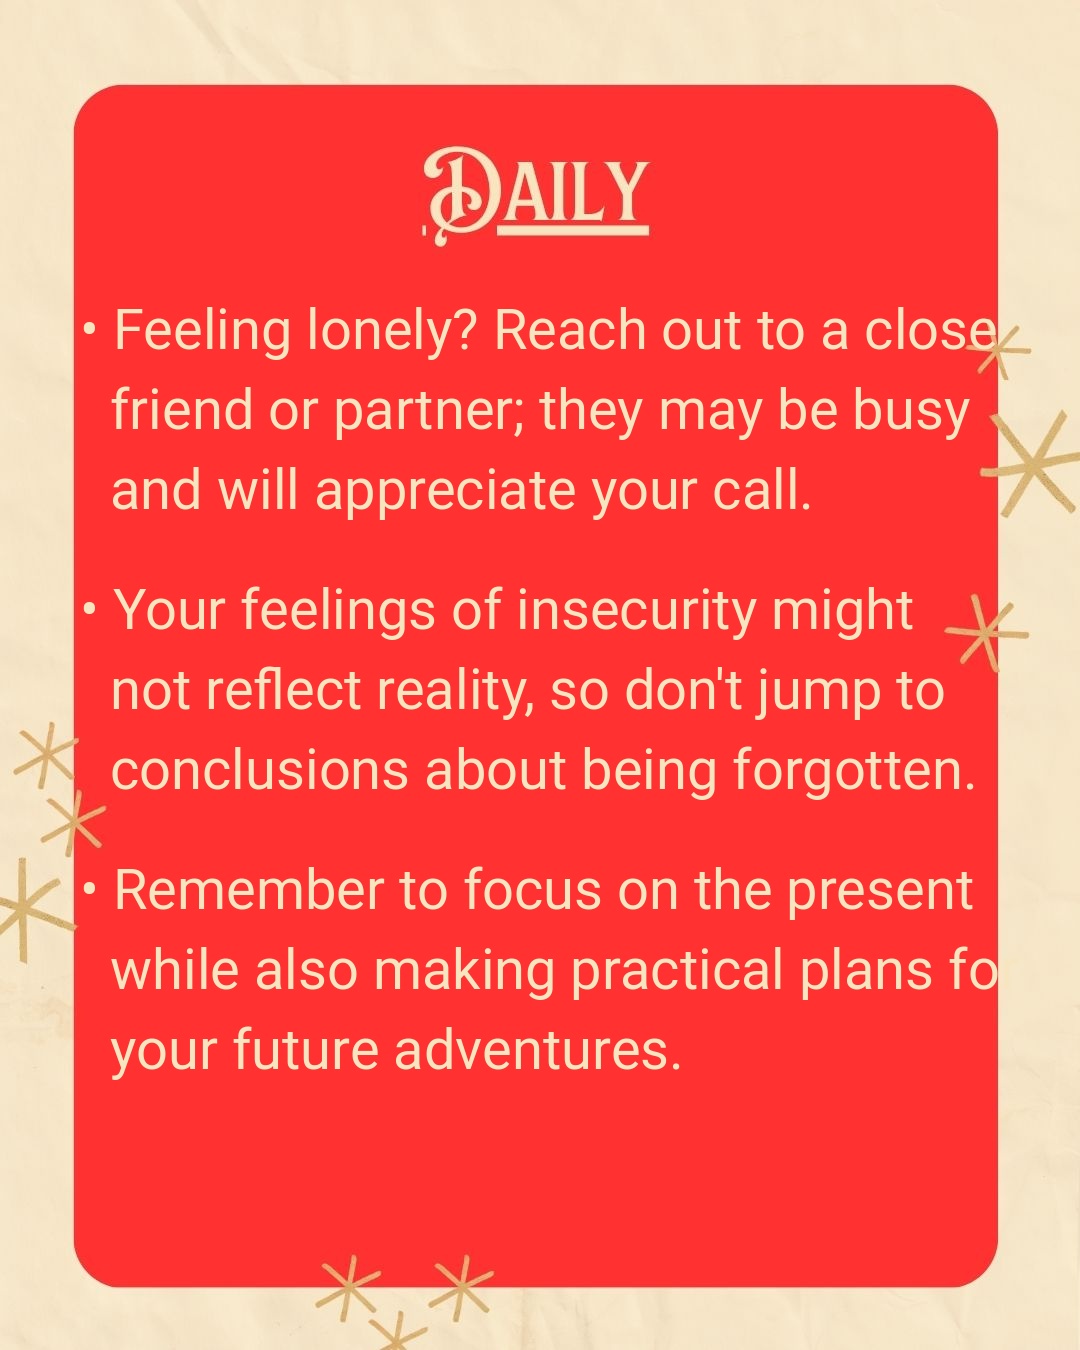 Daily
• Feeling lonely? Reach out to a close
friend or partner; they may be busy
and will appreciate your call.
• Your feelings of insecurity might
not reflect reality, so don't jump to
conclusions about being forgotten.
• Remember to focus on the present
while also making practical plans fo
your future adventures.